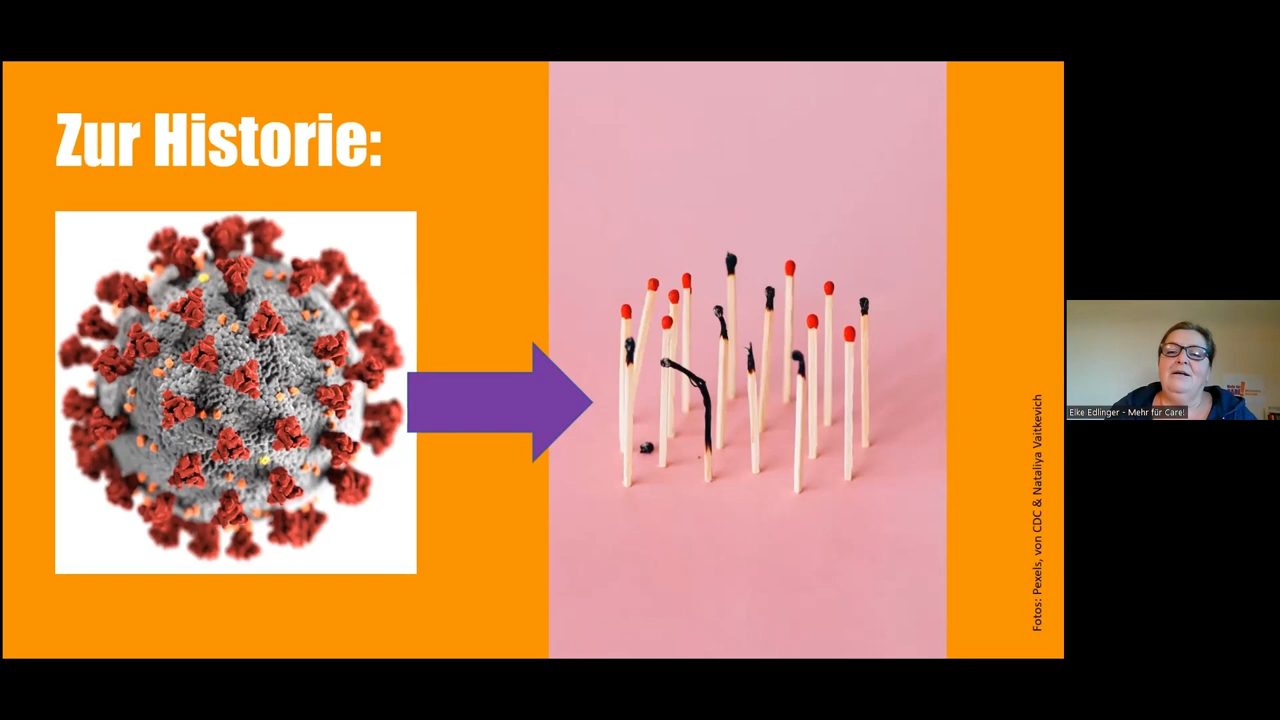 Zur Historie:
Fotos: Pexels, von CDC & Nataliya Vaitkevich
Elke Edlinger - Mehr für Care!